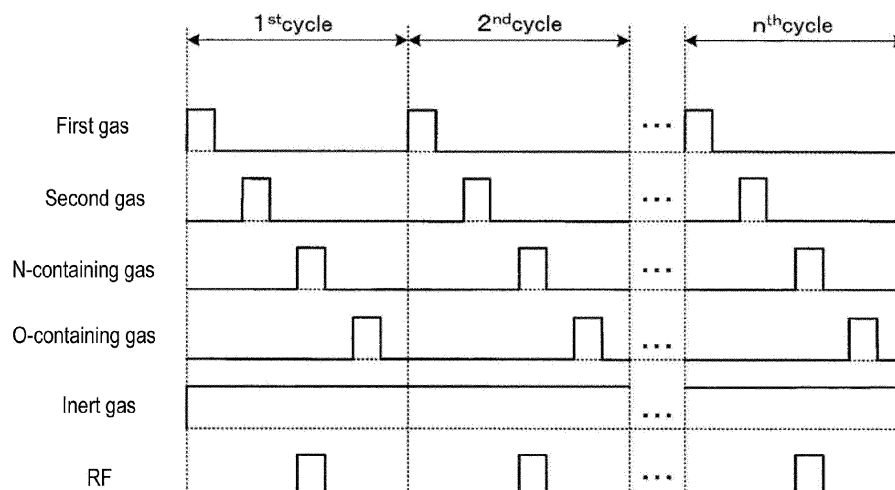 1stcycle 2ndcycle nthcycle
First gas
Second gas
N-containing gas
O-containing gas
Inert gas
RF